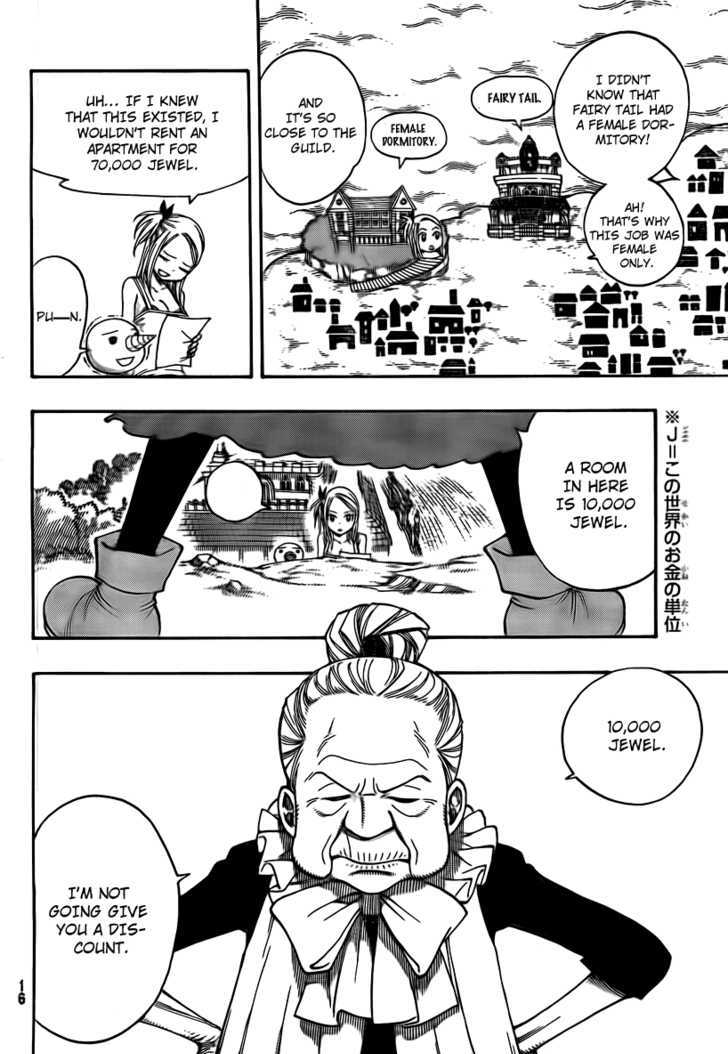 I DIDN'T
KNOW THAT
FAIRY TAIL HAD
A FEMALE DOR-
MITORY!
AH!
THAT'S WHY
THIS JOB WAS
FEMALE
ONLY.
FAIRY TAIL.
FEMALE
DORMITORY.
AND
IT'S SO
CLOSE TO THE
GUILD.
UH... IF I KNEW
THAT THIS EXISTED, I
WOULDN'T RENT AN
APARTMENT FOR
70,000 JEWEL.
PU—N.
※J=この世界のお金の単位
A ROOM
IN HERE
IS 10,000
JEWEL.
10,000
JEWEL.
I'M NOT
GOING GIVE
YOU A DIS-
COUNT.
16